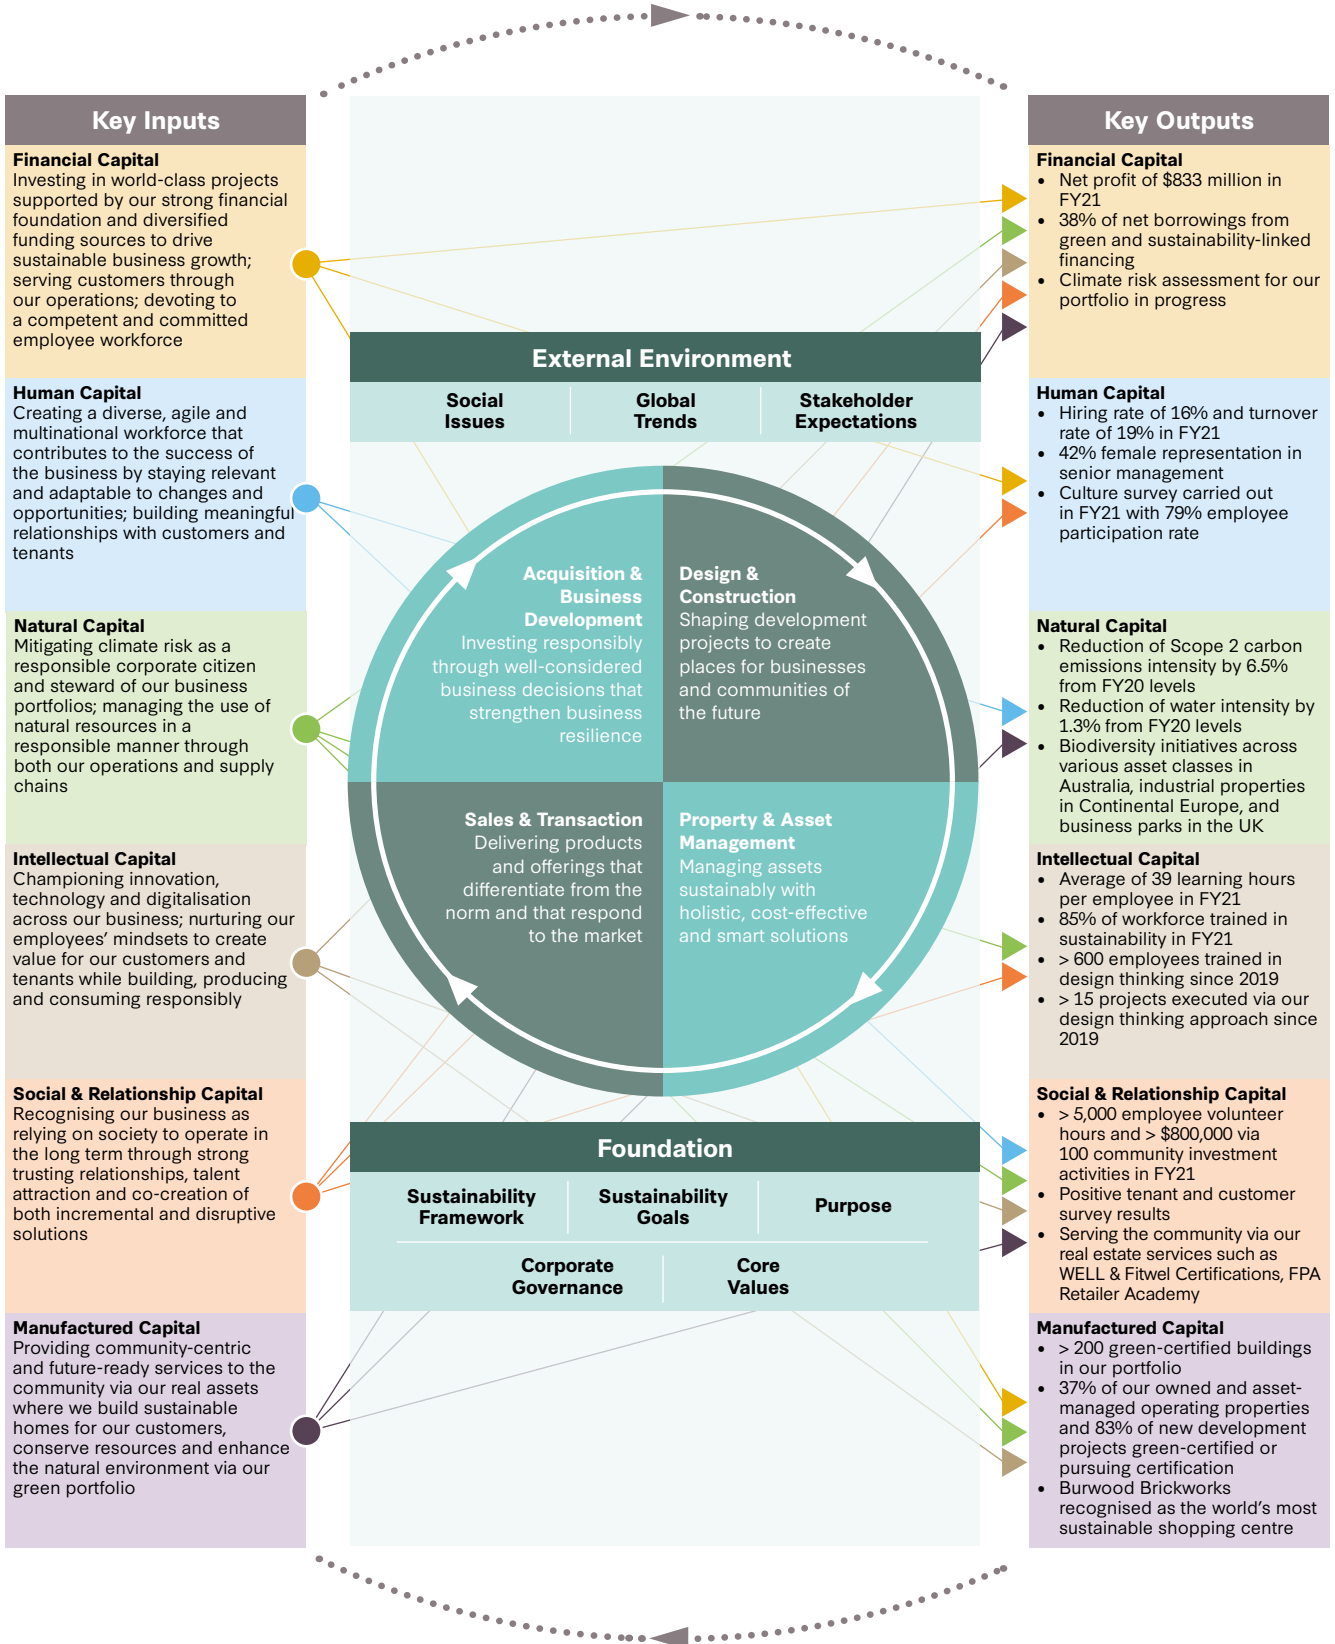 Key Inputs
Financial Capital
Investing in world-class projects
supported by our strong financial
foundation and diversified
funding sources to drive
sustainable business growth;
serving customers through
our operations; devoting to
a competent and committed
employee workforce
Human Capital
Creating a diverse, agile and
multinational workforce that
contributes to the success of
the business by staying relevant
and adaptable to changes and
opportunities; building meaningful
relationships with customers and
tenants
Natural Capital
Mitigating climate risk as a
responsible corporate citizen
and steward of our business
portfolios; managing the use of
natural resources in a
responsible manner through
both our operations and supply
chains
Intellectual Capital
Championing innovation,
technology and digitalisation
across our business; nurturing our
employees’ mindsets to create
value for our customers and
tenants while building, producing
and consuming responsibly
Social & Relationship Capital
Recognising our business as
relying on society to operate in
the long term through strong
trusting relationships, talent
attraction and co-creation of
both incremental and disruptive
solutions
Manufactured Capital
Providing community-centric
and future-ready services to the
community via our real assets
where we build sustainable
homes for our customers,
conserve resources and enhance
the natural environment via our
green portfolio
External Environment
Social
Issues
Global
Trends
Stakeholder
Expectations
Acquisition &
Business
Development
Investing responsibly
through well-considered
business decisions that
strengthen business
resilience
Design &
Construction
Shaping development
projects to create
places for businesses
and communities of
the future
Sales & Transaction
Delivering products
and offerings that
differentiate from the
norm and that respond
to the market
Property & Asset
Management
Managing assets
sustainably with
holistic, cost-effective
and smart solutions
Foundation
Sustainability
Framework
Sustainability
Goals
Purpose
Corporate
Governance
Core
Values
Key Outputs
Financial Capital
• Net profit of $833 million in
FY21
• 38% of net borrowings from
green and sustainability-linked
financing
• Climate risk assessment for our
portfolio in progress
Human Capital
• Hiring rate of 16% and turnover
rate of 19% in FY21
• 42% female representation in
senior management
• Culture survey carried out
in FY21 with 79% employee
participation rate
Natural Capital
• Reduction of Scope 2 carbon
emissions intensity by 6.5%
from FY20 levels
• Reduction of water intensity by
1.3% from FY20 levels
• Biodiversity initiatives across
various asset classes in
Australia, industrial properties
in Continental Europe, and
business parks in the UK
Intellectual Capital
• Average of 39 learning hours
per employee in FY21
• 85% of workforce trained in
sustainability in FY21
• > 600 employees trained in
design thinking since 2019
• > 15 projects executed via our
design thinking approach since
2019
Social & Relationship Capital
• > 5,000 employee volunteer
hours and > $800,000 via
100 community investment
activities in FY21
• Positive tenant and customer
survey results
• Serving the community via our
real estate services such as
WELL & Fitwel Certifications, FPA
Retailer Academy
Manufactured Capital
• > 200 green-certified buildings
in our portfolio
• 37% of our owned and asset-
managed operating properties
and 83% of new development
projects green-certified or
pursuing certification
• Burwood Brickworks
recognised as the world’s most
sustainable shopping centre